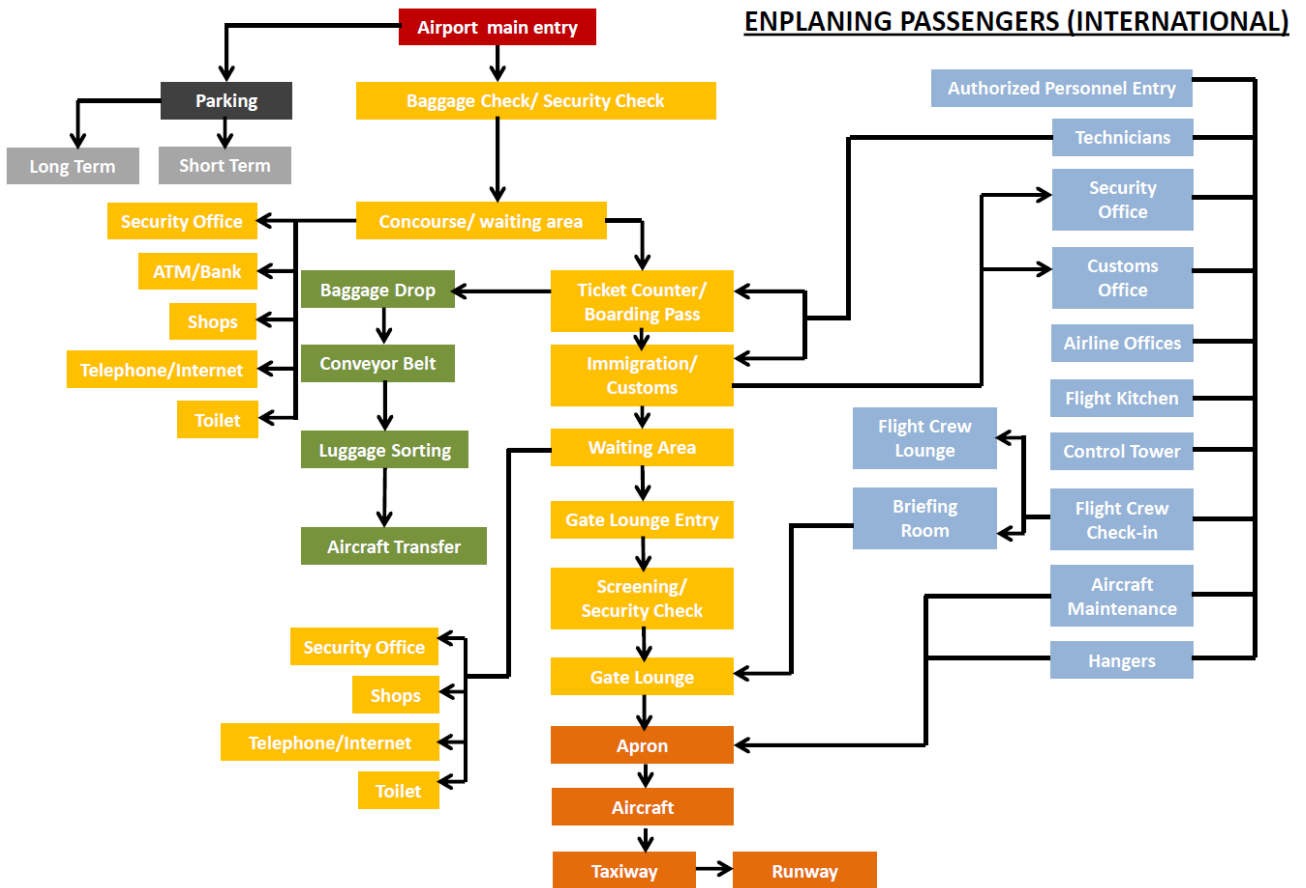 ENPLANING PASSENGERS (INTERNATIONAL)
Airport main entry
Parking
Long Term
Short Term
Baggage Check/ Security Check
Concourse/ waiting area
Security Office
ATM/Bank
Shops
Telephone/Internet
Toilet
Ticket Counter/
Boarding Pass
Baggage Drop
Conveyor Belt
Luggage Sorting
Aircraft Transfer
Immigration/
Customs
Waiting Area
Security Office
Shops
Telephone/Internet
Toilet
Gate Lounge Entry
Screening/
Security Check
Gate Lounge
Apron
Aircraft
Taxiway
Runway
Authorized Personnel Entry
Technicians
Security
Office
Customs
Office
Airline Offices
Flight Kitchen
Control Tower
Flight Crew
Check-in
Flight Crew
Lounge
Briefing
Room
Aircraft
Maintenance
Hangers